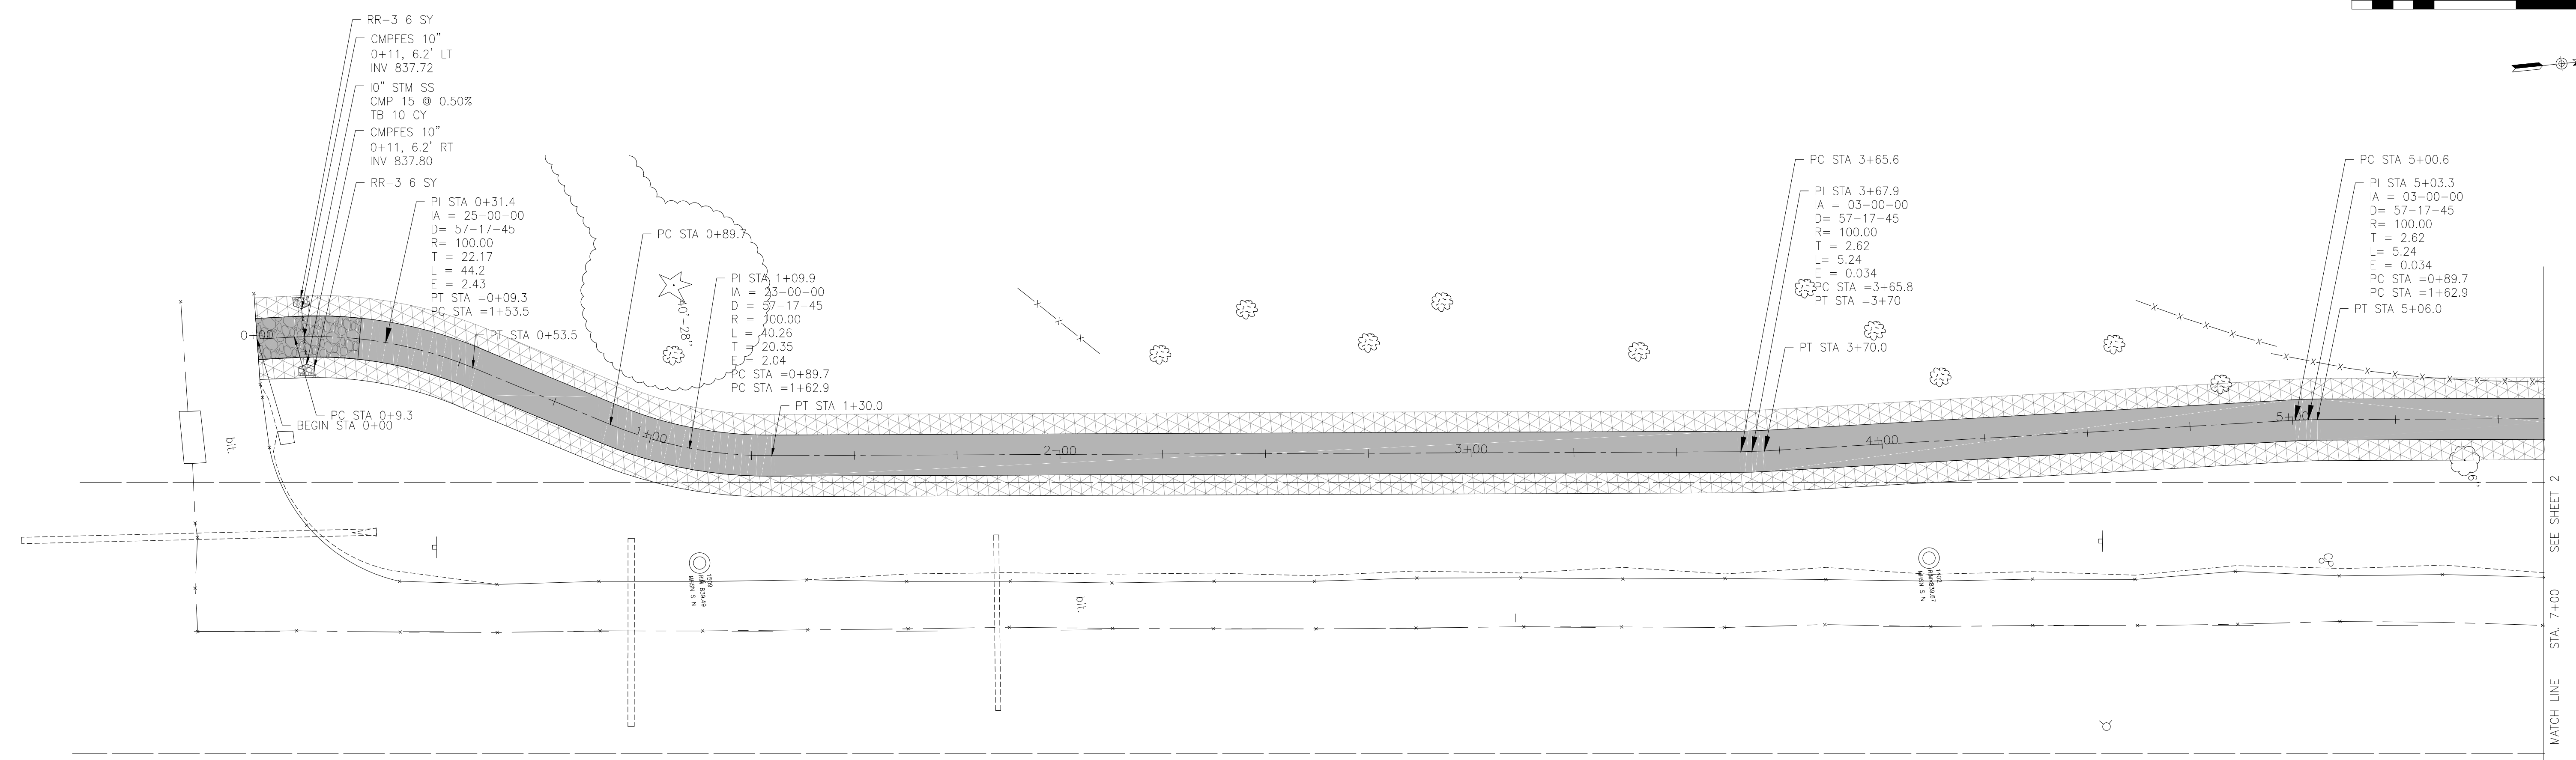 RR-3 6 SY
CMPFES 10"
0+11, 6.2' LT
INV 837.72
10" STM SS
CMP 15 @ 0.50%
TB 10 CY
CMPFES 10"
0+11, 6.2' RT
INV 837.80
RR-3 6 SY
PI STA 0+31.4
IA = 25-00-00
D= 57-17-45
R= 100.00
T = 22.17
L = 44.2
E = 2.43
PT STA =0+09.3
PC STA =1+53.5
PT STA 0+53.5
0+00
PC STA 0+9.3
BEGIN STA 0+00
bit.
PC STA 0+89.7
40'-28"
PI STA 1+09.9
IA = 23-00-00
D = 57-17-45
R = 100.00
L = 40.26
T = 20.35
E = 2.04
PC STA =0+89.7
PC STA =1+62.9
PT STA 1+30.0
1+00
2+00
3+00
PC STA 3+65.6
PI STA 3+67.9
IA = 03-00-00
D= 57-17-45
R= 100.00
T = 2.62
L= 5.24
E = 0.034
PC STA =3+65.8
PT STA =3+70
PT STA 3+70.0
4+00
PC STA 5+00.6
PI STA 5+03.3
IA = 03-00-00
D= 57-17-45
R= 100.00
T = 2.62
L= 5.24
E = 0.034
PC STA =0+89.7
PC STA =1+62.9
PT STA 5+06.0
5+00
6"
1509
RIM 839.49
MHSN S N
bit.
RIM839.67
MHSN S N
CP
MATCH LINE STA. 7+00 SEE SHEET 2